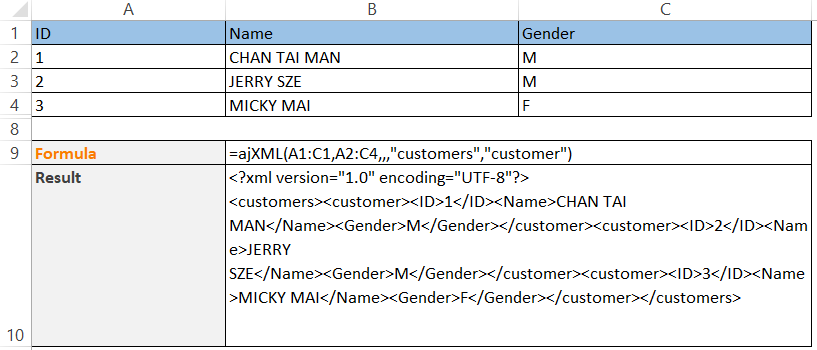 A B C
1 ID Name Gender
2 1 CHAN TAI MAN M
3 2 JERRY SZE M
4 3 MICKY MAI F
8
9 Formula =ajXML(A1:C1,A2:C4,,,"customers","customer")
Result <?xml version="1.0" encoding="UTF-8"?>
<customers><customer><ID>1</ID><Name>CHAN TAI
MAN</Name><Gender>M</Gender></customer><customer><ID>2</ID><Nam
e>JERRY
SZE</Name><Gender>M</Gender></customer><customer><ID>3</ID><Name
>MICKY MAI</Name><Gender>F</Gender></customer></customers>
10